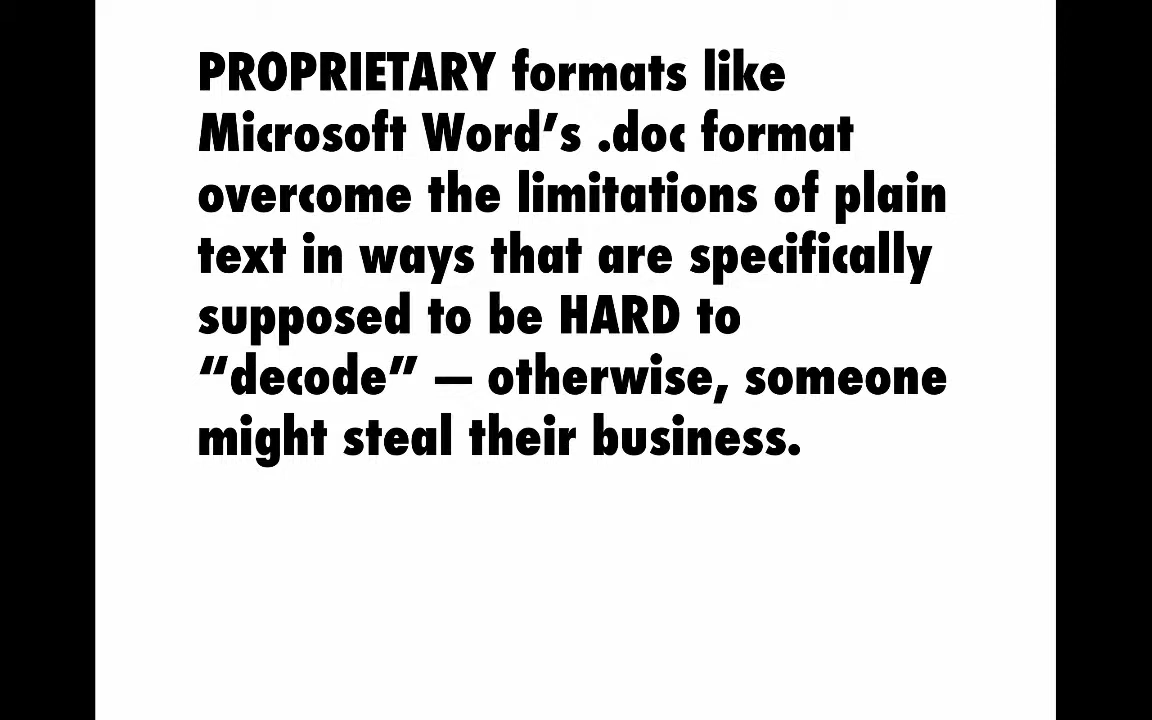 PROPRIETARY formats like
Microsoft Word’s .doc format
overcome the limitations of plain
text in ways that are specifically
supposed to be HARD to
“decode” — otherwise, someone
might steal their business.